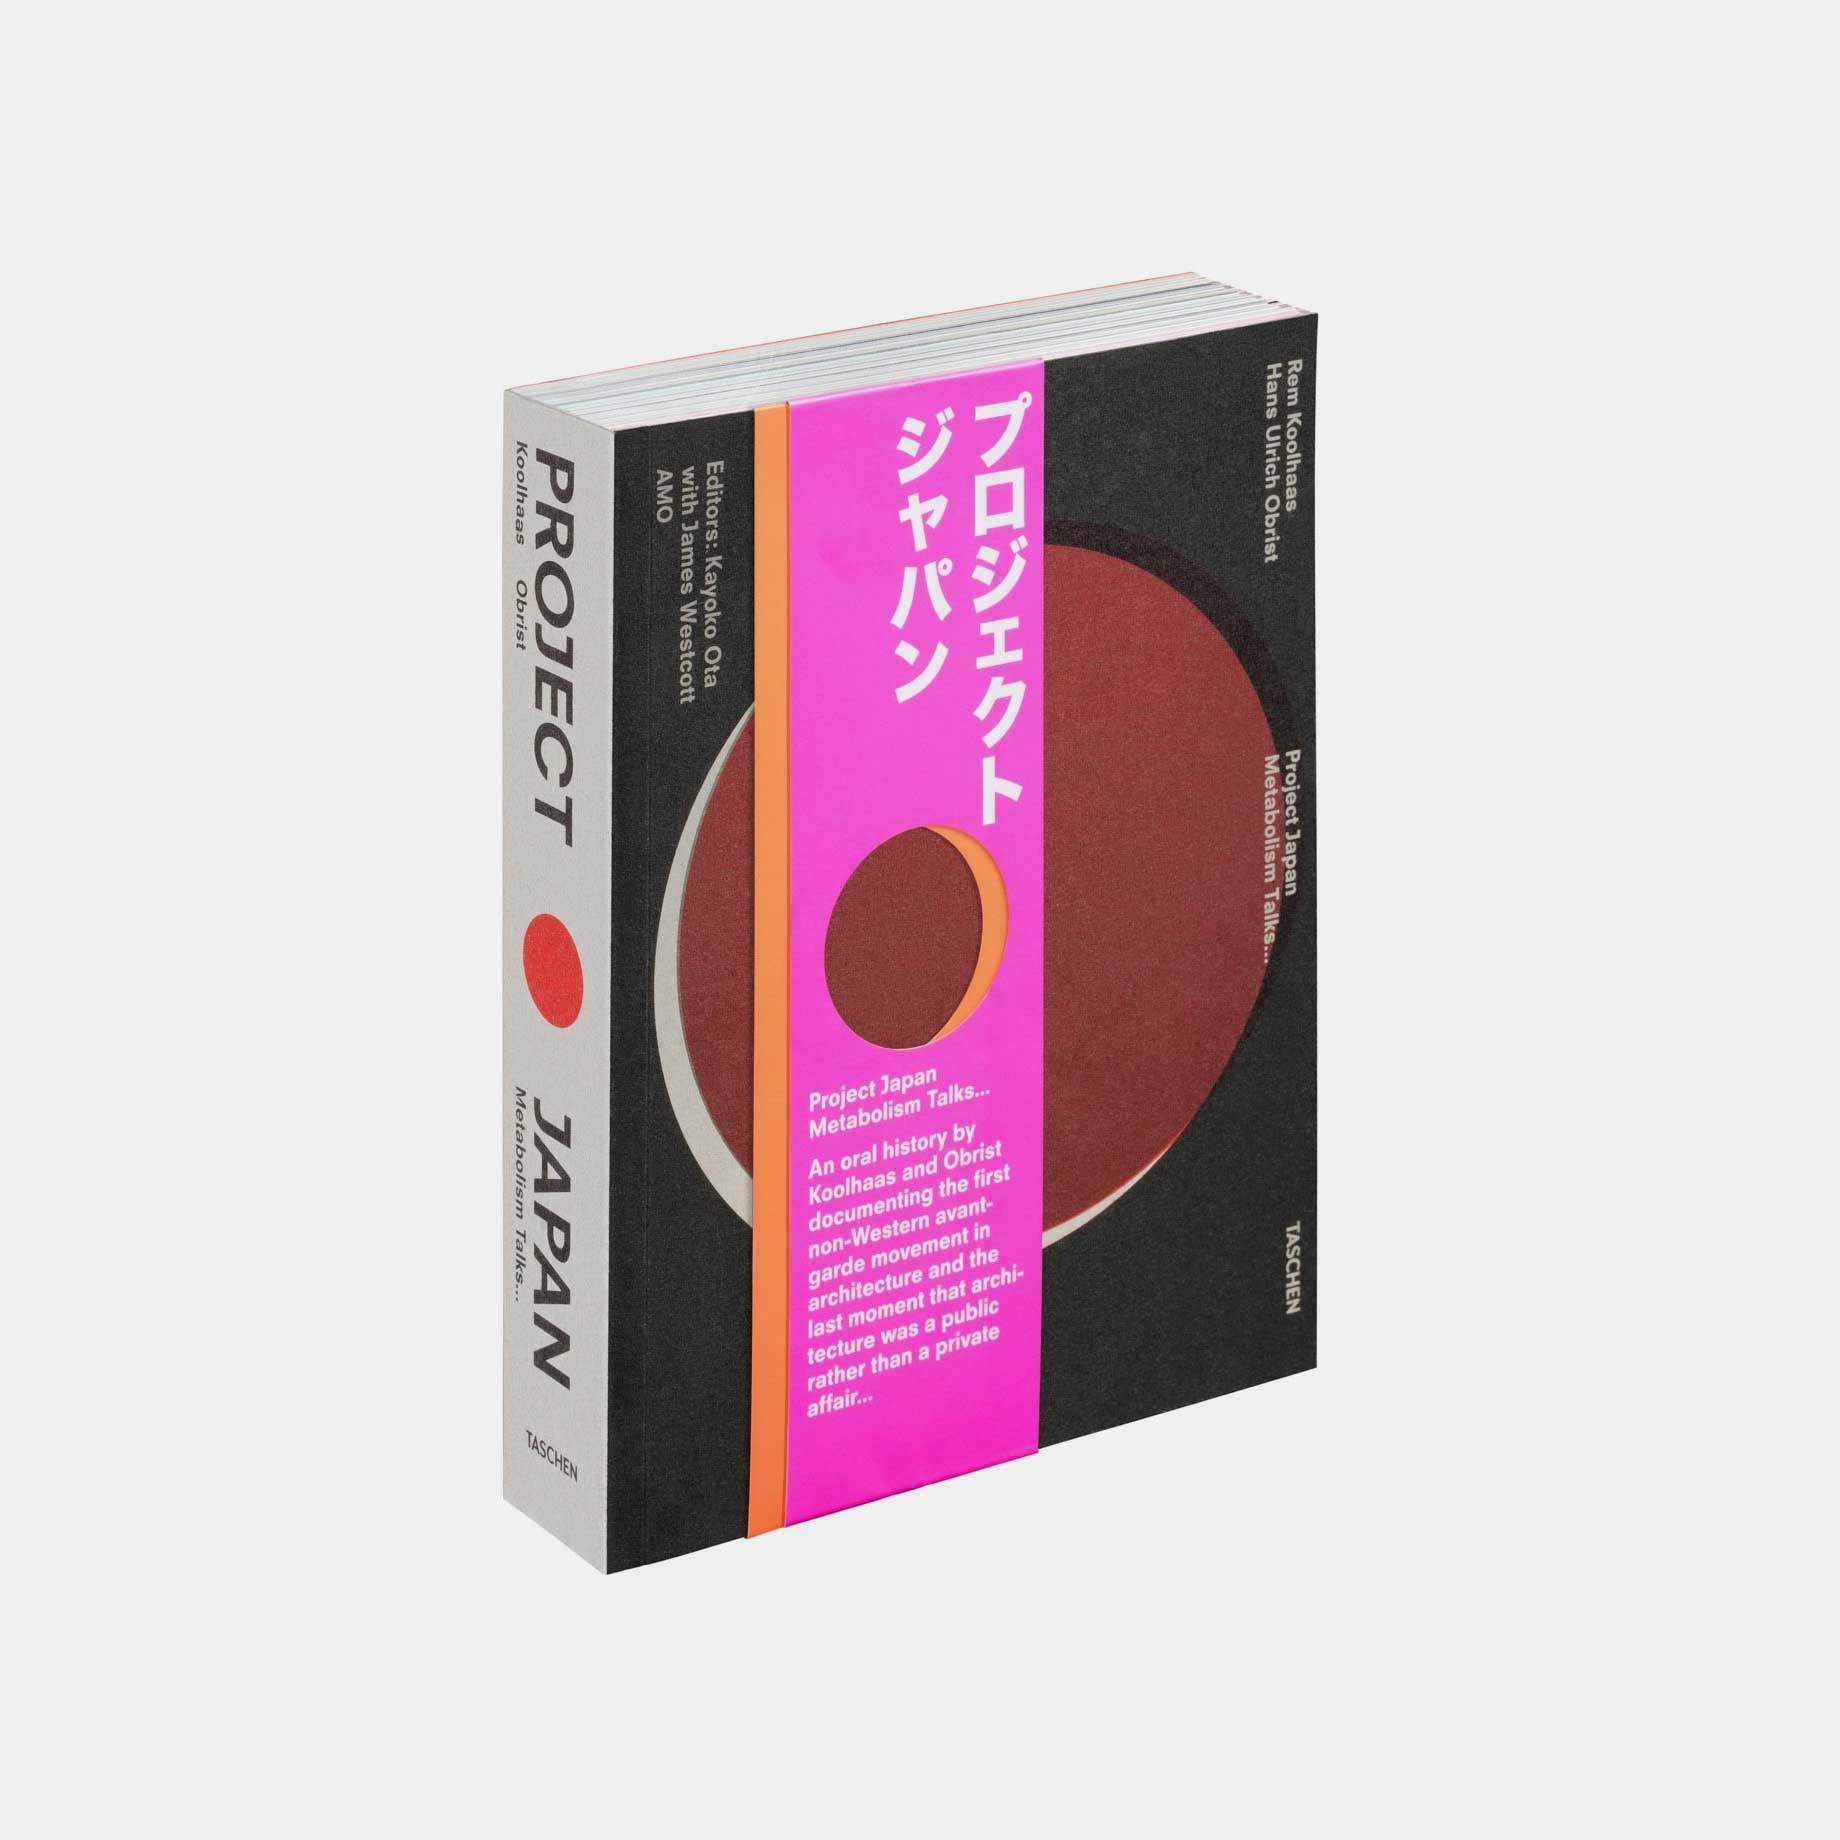 PROJECT JAPAN
Koolhaas Obrist Metabolism Talks...
TASCHEN
Editors: Kayoko Ota
with James Westcott
AMO
プロジェクト
ジャパン
Project Japan
Metabolism Talks...
An oral history by
Koolhaas and Obrist
documenting the first
non-Western avant-
garde movement in
architecture and the
last moment that archi-
tecture was a public
rather than a private
affair...
Rem Koolhaas
Hans Ulrich Obrist
Project Japan
Metabolism Talks...
TASCHEN